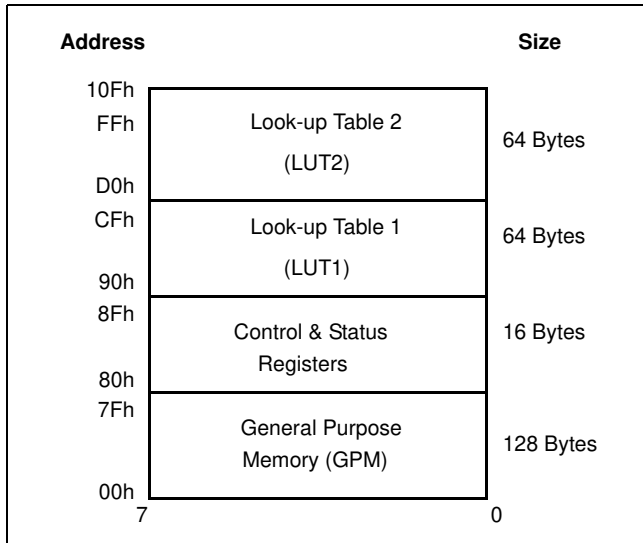 Address Size
10Fh
FFh Look-up Table 2
(LUT2) 64 Bytes
D0h
CFh Look-up Table 1
(LUT1) 64 Bytes
90h
8Fh
Control & Status 16 Bytes
Registers
80h
7Fh
General Purpose
Memory (GPM) 128 Bytes
00h
7 0